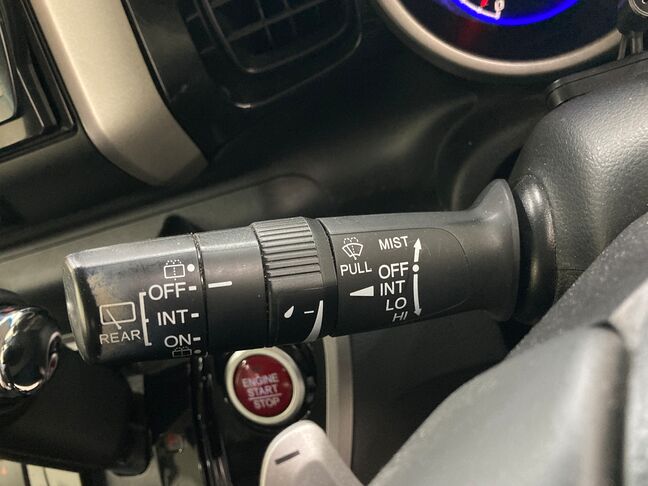 MIST
PULL
OFF
INT
LO
HI
OFF
INT
REAR
ON
ENGINE
START
STOP